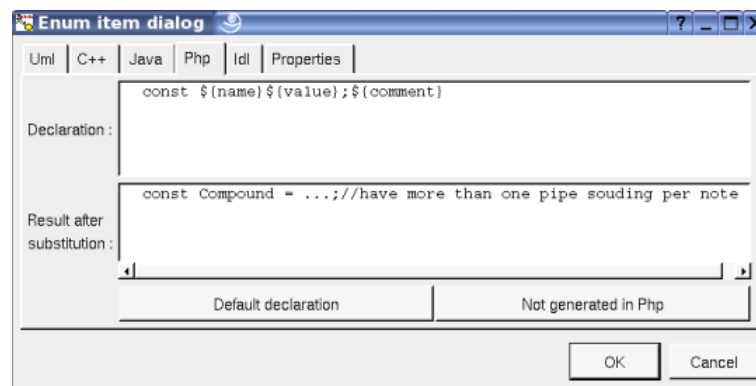 Enum item dialog
Uml C++ Java Php Idl Properties
const ${name}${value};${comment}
Declaration :
const Compound = ...;//have more than one pipe souding per note
Result after
substitution :
Default declaration Not generated in Php
OK Cancel